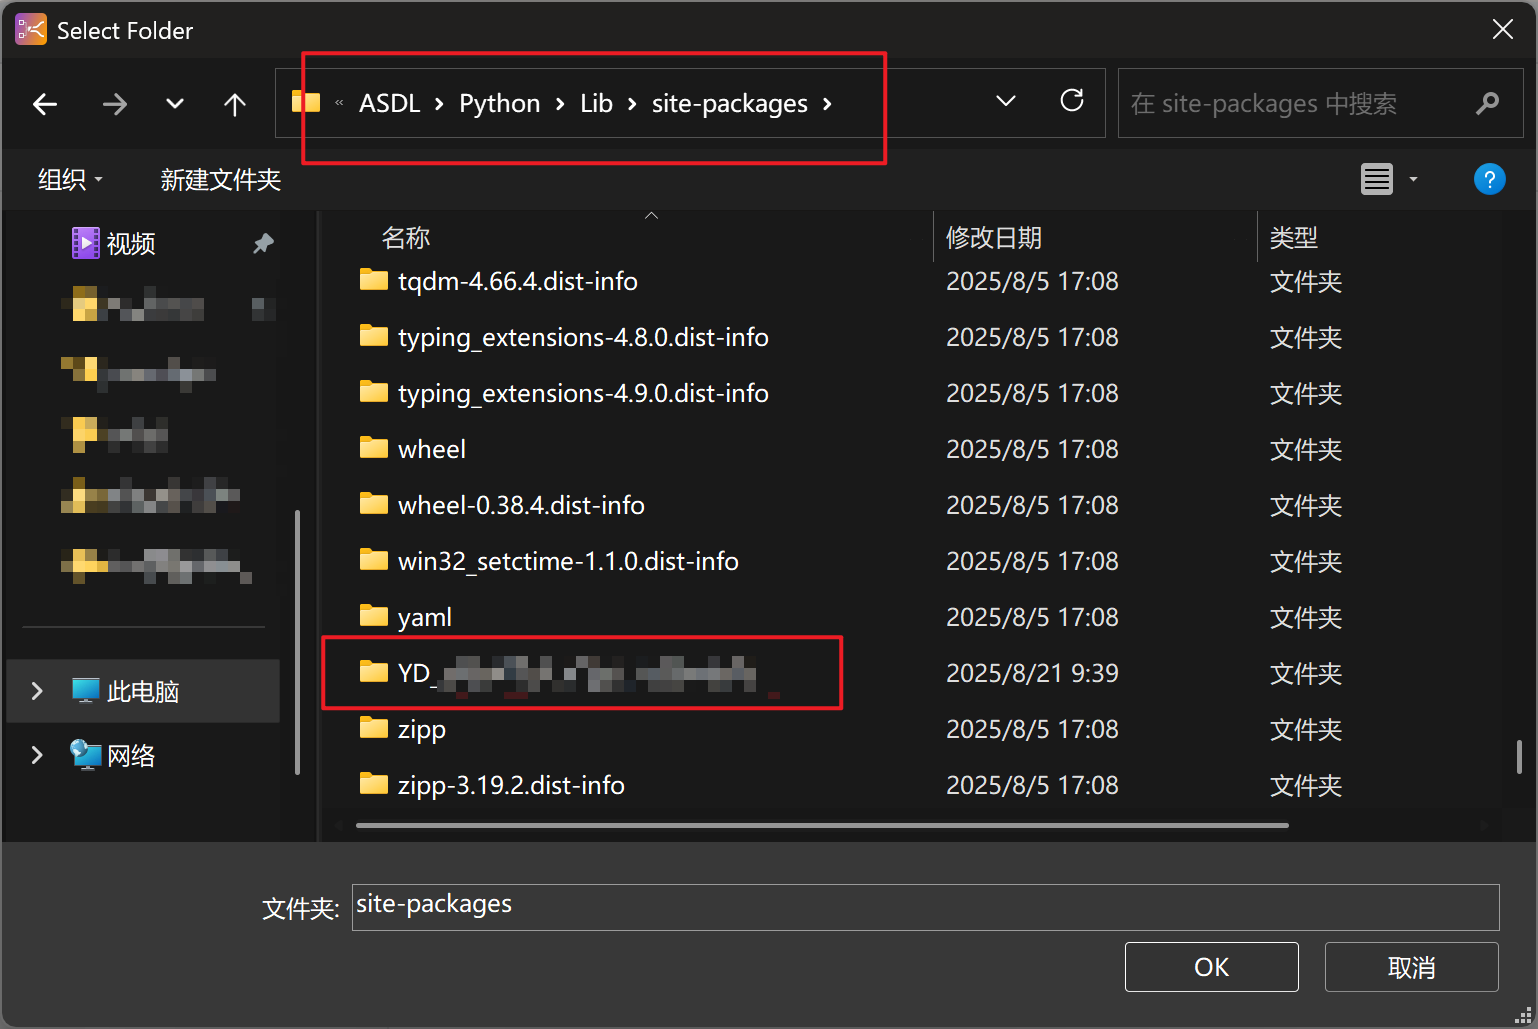 Select Folder
« ASDL › Python › Lib › site-packages ›
在 site-packages 中搜索
组织 新建文件夹
视频
此电脑
网络
名称 修改日期 类型
tqdm-4.66.4.dist-info 2025/8/5 17:08 文件夹
typing_extensions-4.8.0.dist-info 2025/8/5 17:08 文件夹
typing_extensions-4.9.0.dist-info 2025/8/5 17:08 文件夹
wheel 2025/8/5 17:08 文件夹
wheel-0.38.4.dist-info 2025/8/5 17:08 文件夹
win32_setctime-1.1.0.dist-info 2025/8/5 17:08 文件夹
yaml 2025/8/5 17:08 文件夹
YD_ 2025/8/21 9:39 文件夹
zipp 2025/8/5 17:08 文件夹
zipp-3.19.2.dist-info 2025/8/5 17:08 文件夹
文件夹: site-packages
OK 取消